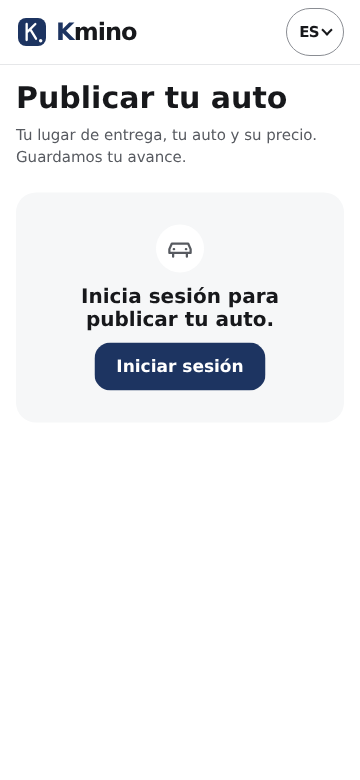 K. Kmino
ES
Publicar tu auto
Tu lugar de entrega, tu auto y su precio.
Guardamos tu avance.
Inicia sesión para
publicar tu auto.
Iniciar sesión